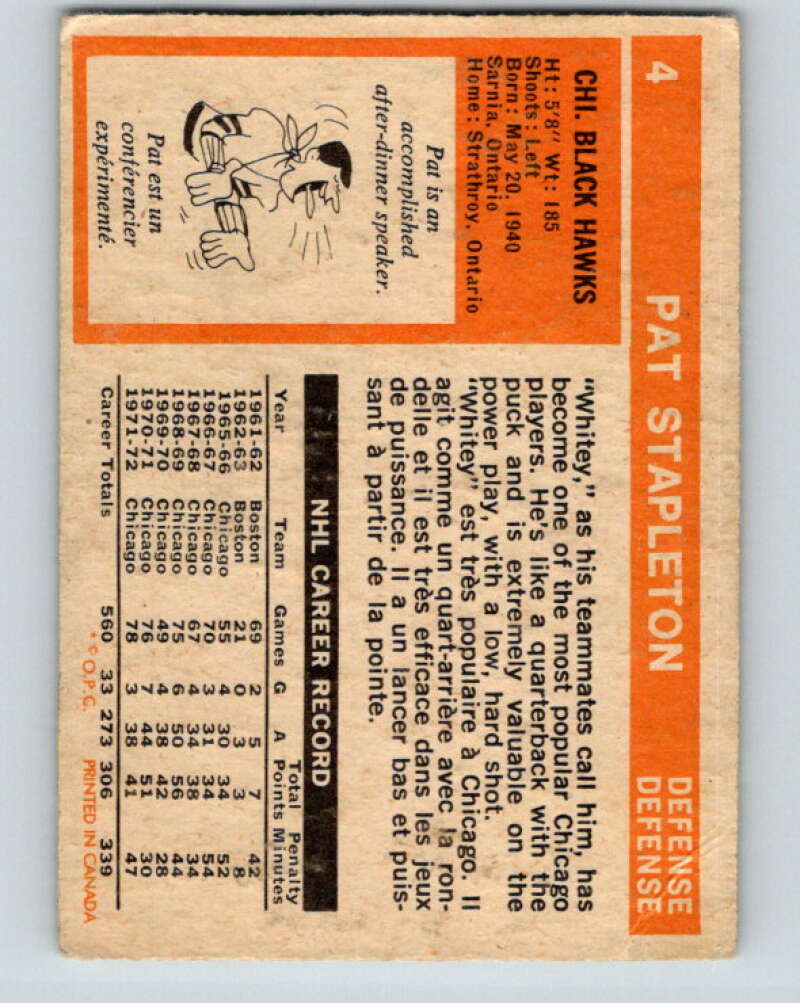 4 PAT STAPLETON DEFENSE
DEFENSE
CHI. BLACK HAWKS
Ht: 5'8" Wt: 185
Shoots: Left
Born: May 20, 1940
Sarnia, Ontario
Home: Strathroy, Ontario
Pat is an
accomplished
after-dinner speaker.
Pat est un
conférencier
expérimenté.
"Whitey," as his teammates call him, has
become one of the most popular Chicago
players. He's like a quarterback with the
puck and is extremely valuable on the
power play, with a low, hard shot.
"Whitey" est très populaire à Chicago. Il
agit comme un quart-arrière avec la ron-
delle et il est très efficace dans les jeux
de puissance. Il a un lancer bas et puis-
sant à partir de la pointe.
NHL CAREER RECORD
Total Penalty
Year Team Games G A Points Minutes
1961-62 Boston 69 2 5 7 42
1962-63 Boston 21 0 3 3 8
1965-66 Chicago 55 4 30 34 52
1966-67 Chicago 70 3 31 34 54
1967-68 Chicago 67 4 34 38 34
1968-69 Chicago 75 6 50 56 44
1969-70 Chicago 49 4 38 42 28
1970-71 Chicago 76 7 44 51 30
1971-72 Chicago 78 3 38 41 47
Career Totals 560 33 273 306 339
* © O.P.C. PRINTED IN CANADA